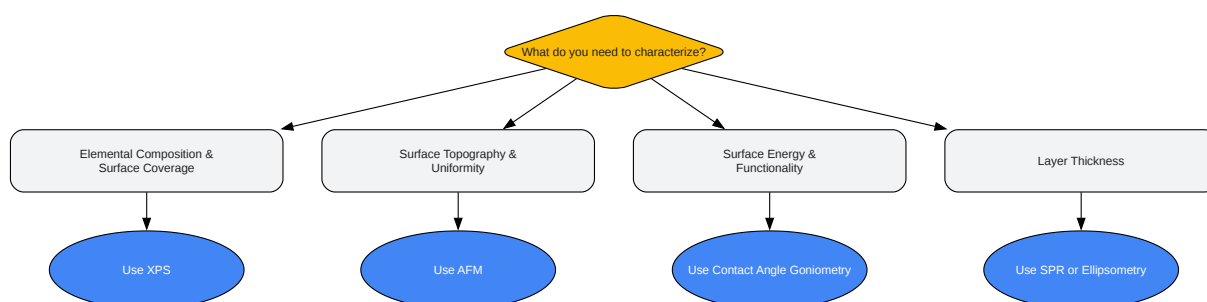 What do you need to characterize?
Elemental Composition &
Surface Coverage
Surface Topography &
Uniformity
Surface Energy &
Functionality
Layer Thickness
Use XPS
Use AFM
Use Contact Angle Goniometry
Use SPR or Ellipsometry